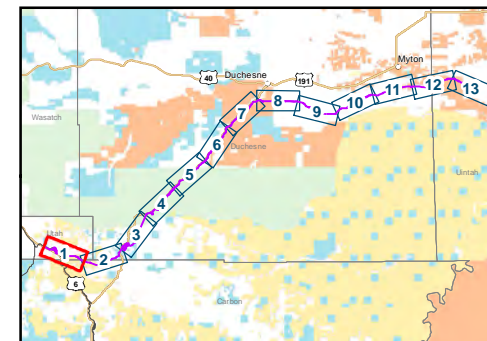 Myton
40
Duchesne
191
13
12
11
10
9
8
7
Wasatch
6
Duchesne
5
Uintah
4
3
Utah
1
2
6
Carbon